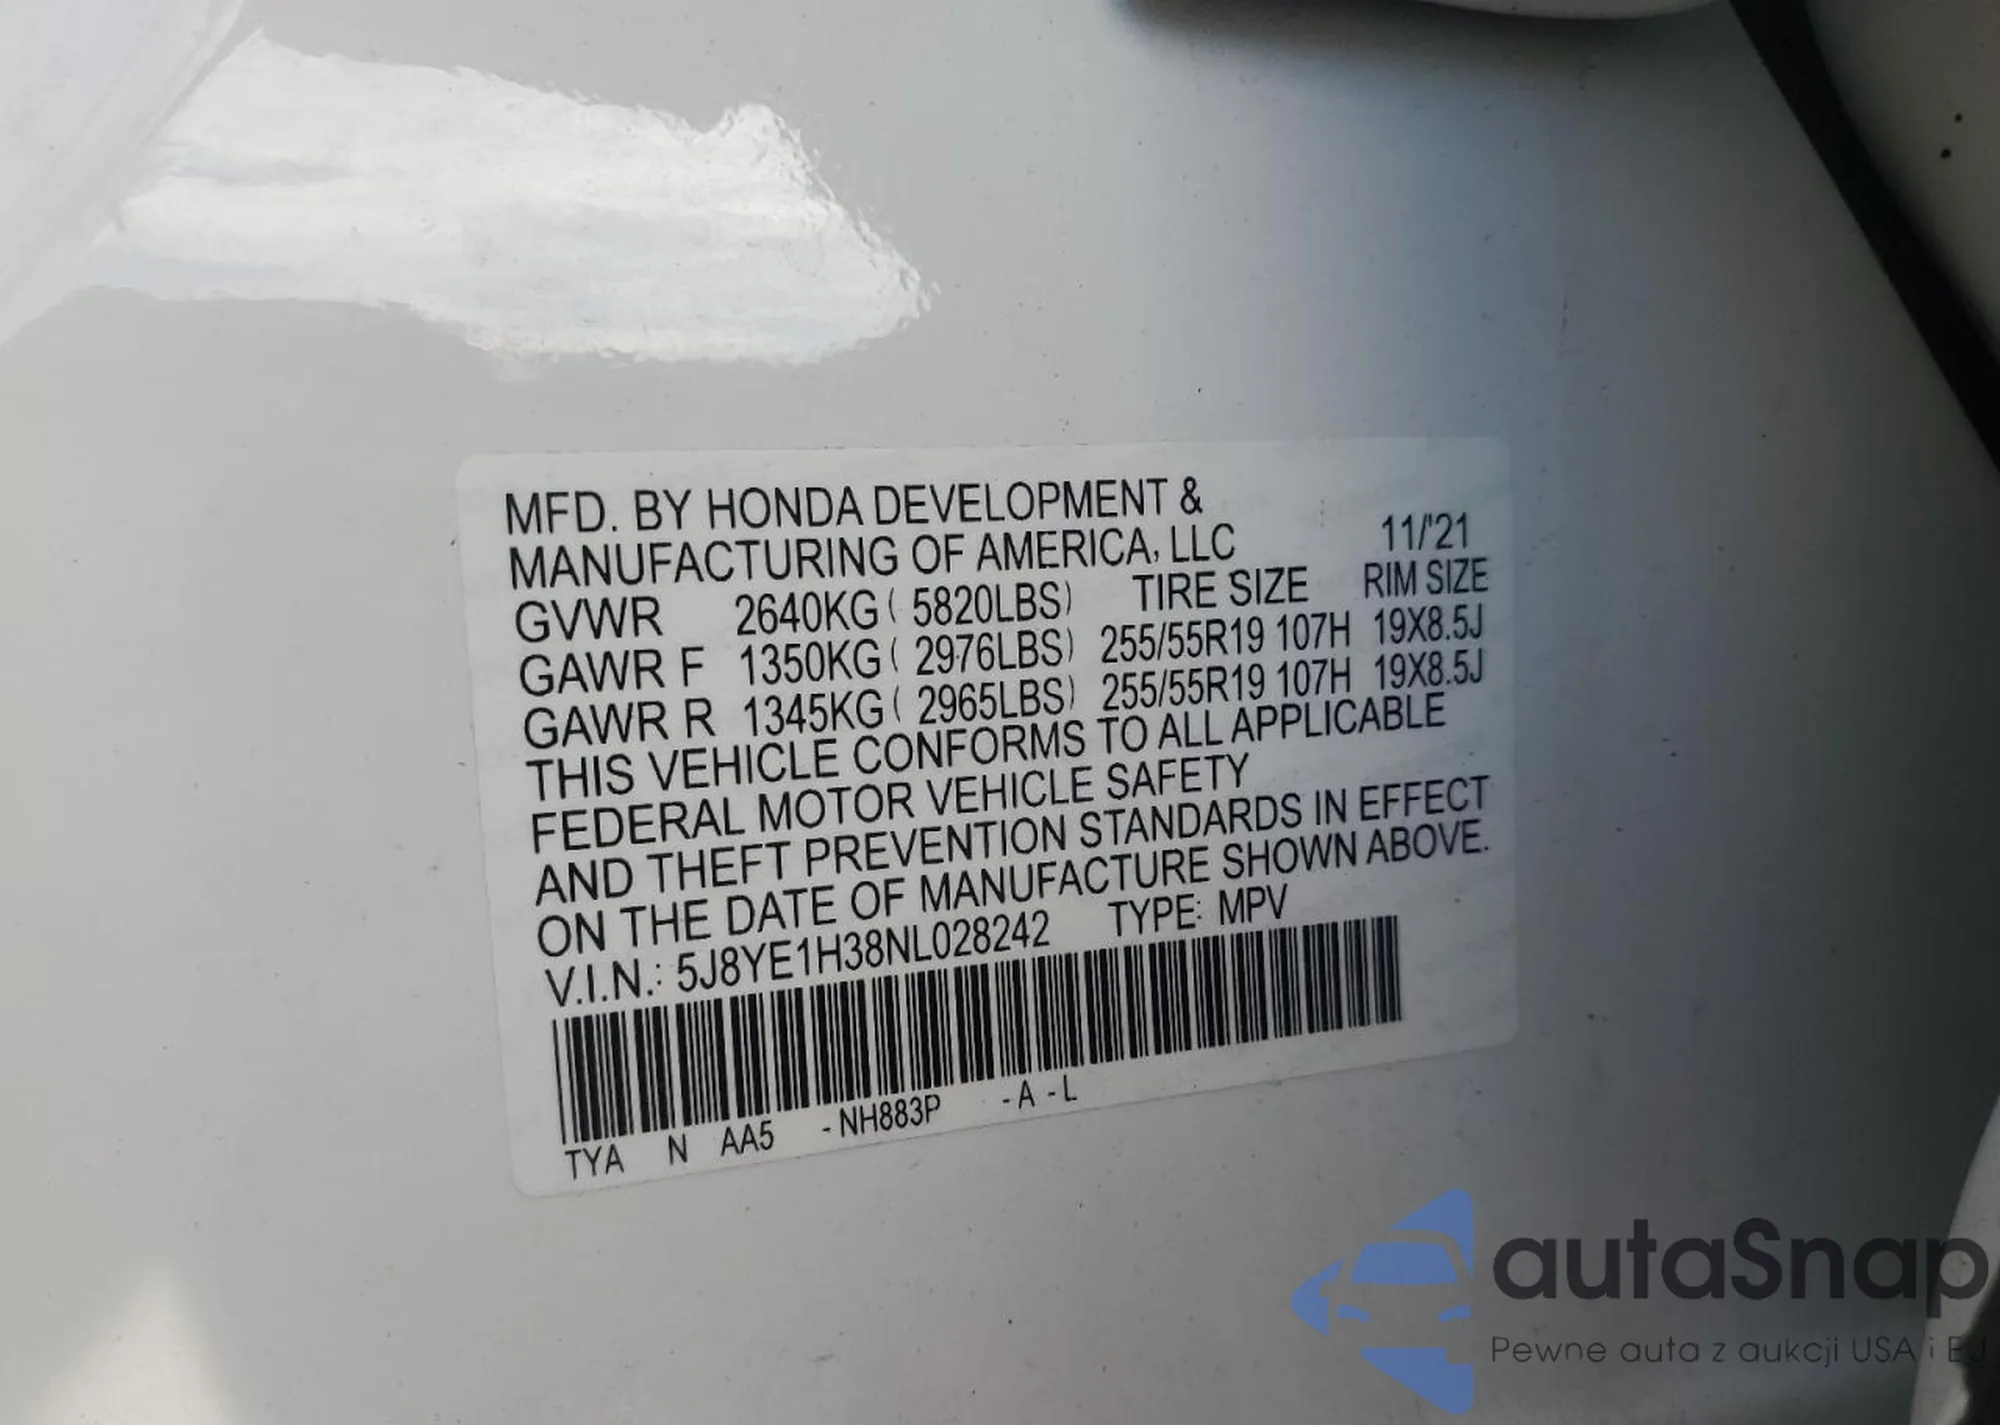 MFD. BY HONDA DEVELOPMENT &
MANUFACTURING OF AMERICA, LLC 11/'21
GVWR 2640KG ( 5820LBS) TIRE SIZE RIM SIZE
GAWR F 1350KG ( 2976LBS) 255/55R19 107H 19X8.5J
GAWR R 1345KG ( 2965LBS) 255/55R19 107H 19X8.5J
THIS VEHICLE CONFORMS TO ALL APPLICABLE
FEDERAL MOTOR VEHICLE SAFETY
AND THEFT PREVENTION STANDARDS IN EFFECT
ON THE DATE OF MANUFACTURE SHOWN ABOVE.
V.I.N.: 5J8YE1H38NL028242 TYPE: MPV
TYA N AA5 -NH883P -A -L
autaSnap
Pewne auta z aukcji USA i EU